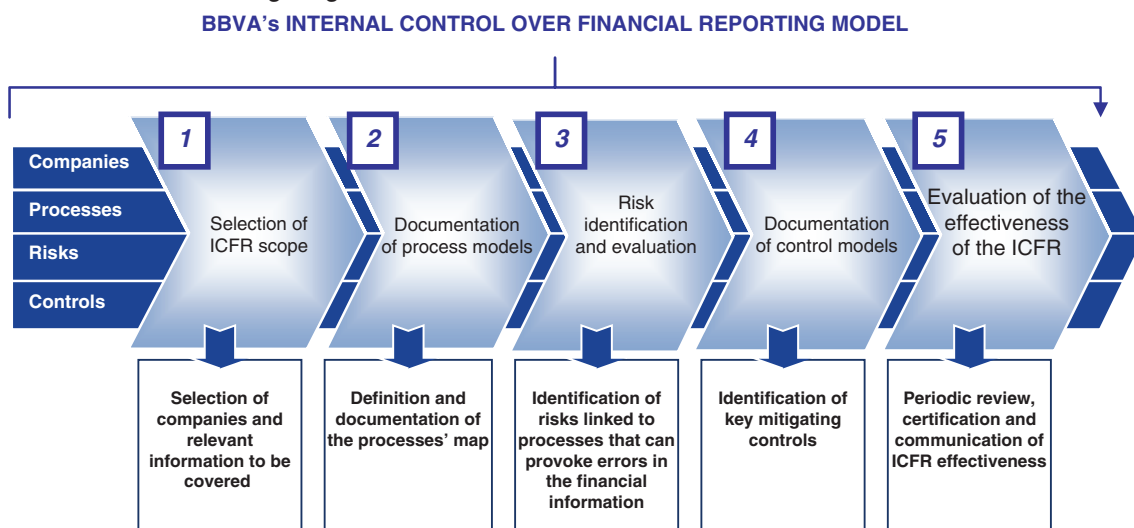 BBVA's INTERNAL CONTROL OVER FINANCIAL REPORTING MODEL
Companies
Processes
Risks
Controls
1
Selection of
ICFR scope
2
Documentation
of process models
3
Risk
identification
and evaluation
4
Documentation
of control models
5
Evaluation of the
effectiveness
of the ICFR
Selection of
companies and
relevant
information to be
covered
Definition and
documentation of
the processes' map
Identification of
risks linked to
processes that can
provoke errors in
the financial
information
Identification of
key mitigating
controls
Periodic review,
certification and
communication of
ICFR effectiveness